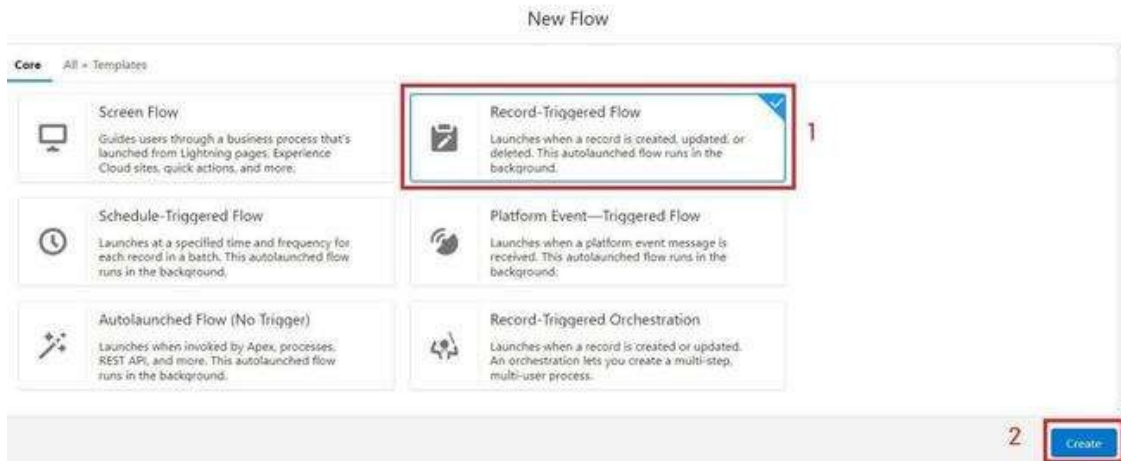 New Flow
Core All + Templates
Screen Flow
Guides users through a business process that's
launched from Lightning pages, Experience
Cloud sites, quick actions, and more.
Record-Triggered Flow
Launches when a record is created, updated, or
deleted. This autolaunched flow runs in the
background.
1
Schedule-Triggered Flow
Launches at a specified time and frequency for
each record in a batch. This autolaunched flow
runs in the background.
Platform Event—Triggered Flow
Launches when a platform event message is
received. This autolaunched flow runs in the
background.
Autolaunched Flow (No Trigger)
Launches when invoked by Apex, processes,
REST API, and more. This autolaunched flow
runs in the background.
Record-Triggered Orchestration
Launches when a record is created or updated.
An orchestration lets you create a multi-step,
multi-user process.
2
Create